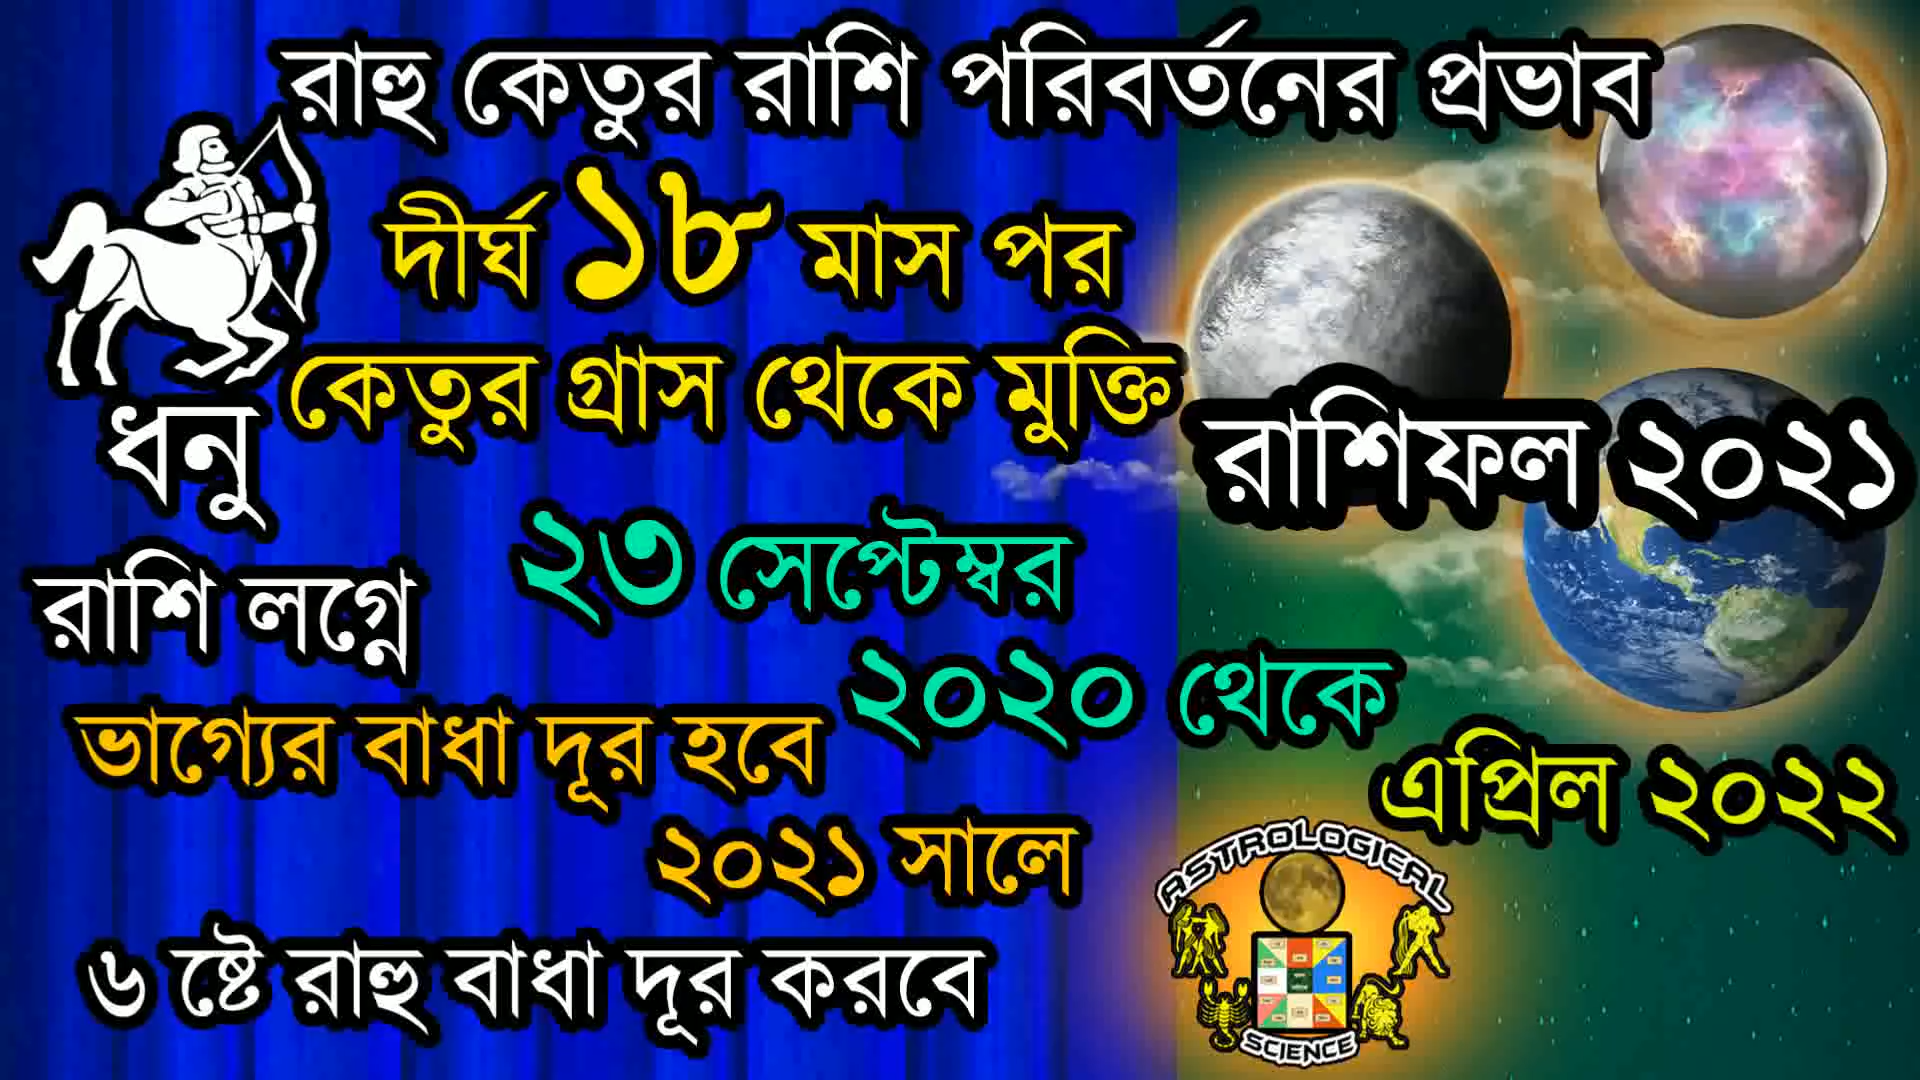 রাহু কেতুর রাশি পরিবর্তনের প্রভাব
দীর্ঘ ১৮ মাস পর
কেতুর গ্রাস থেকে মুক্তি
ধনু
রাশিফল ২০২১
রাশি লগ্নে
২৩ সেপ্টেম্বর
২০২০ থেকে
এপ্রিল ২০২২
ভাগ্যের বাধা দূর হবে
২০২১ সালে
৬ ষ্টে রাহু বাধা দূর করবে
ASTROLOGICAL
SCIENCE